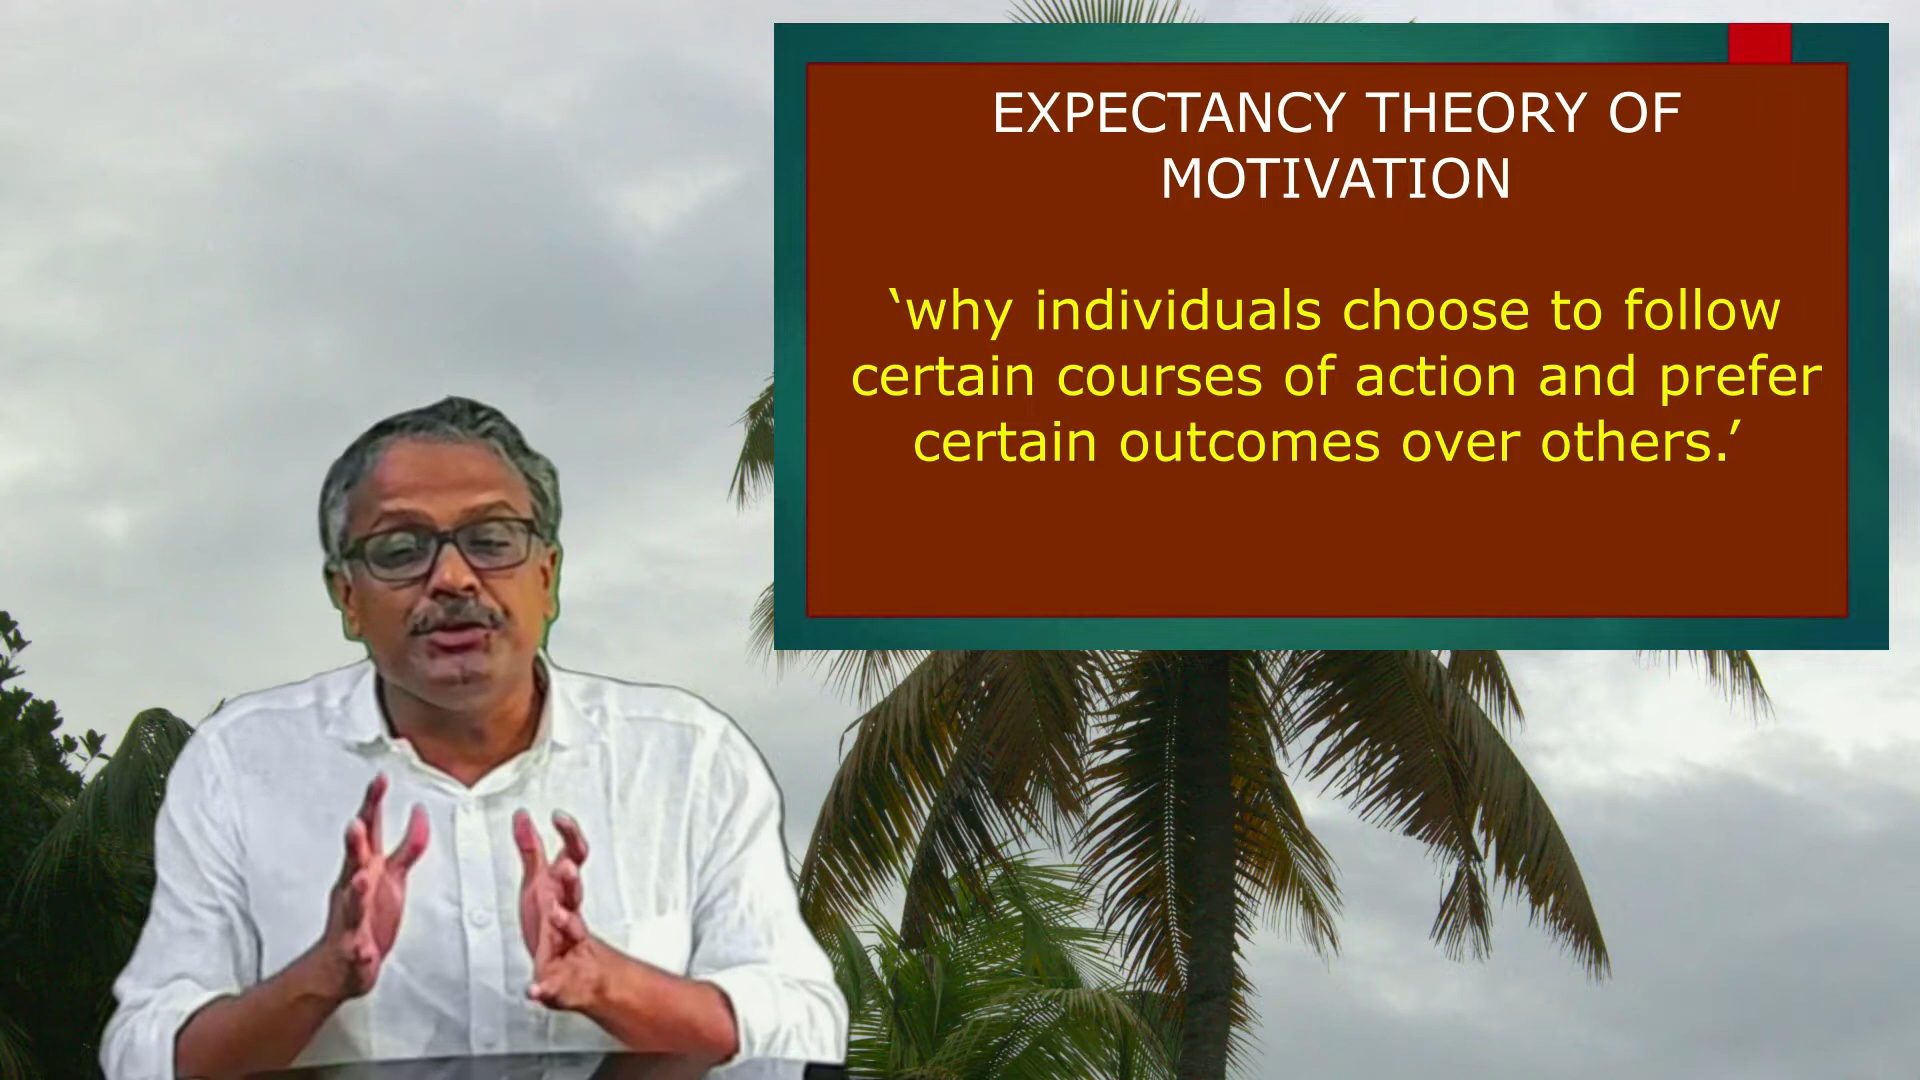 EXPECTANCY THEORY OF
MOTIVATION
‘why individuals choose to follow
certain courses of action and prefer
certain outcomes over others.’